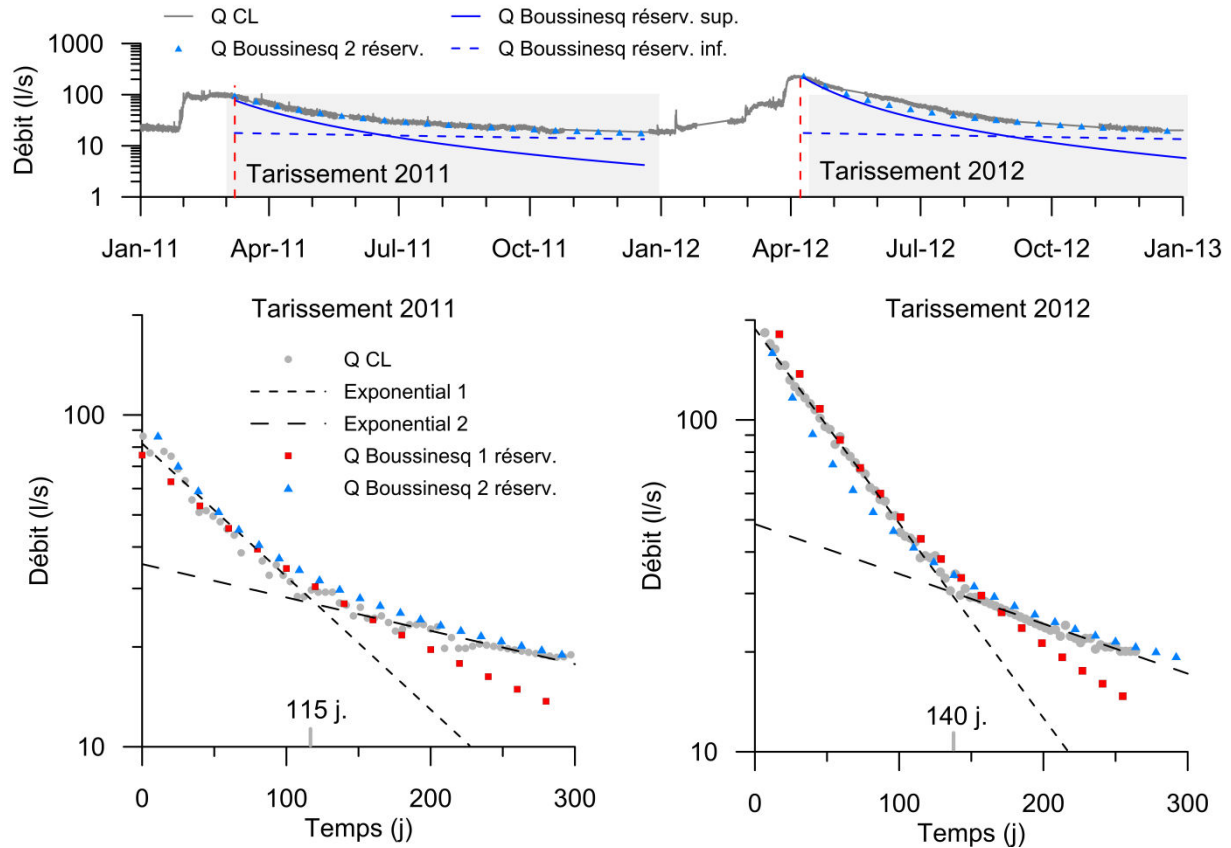 Q CL
Q Boussinesq réserv. sup.
Q Boussinesq 2 réserv.
Q Boussinesq réserv. inf.
Débit (l/s)
1000
100
10
1
Tarissement 2011
Tarissement 2012
Jan-11
Apr-11
Jul-11
Oct-11
Jan-12
Apr-12
Jul-12
Oct-12
Jan-13
Tarissement 2011
Q CL
Exponential 1
Exponential 2
Q Boussinesq 1 réserv.
Q Boussinesq 2 réserv.
Débit (l/s)
100
10
115 j.
0
100
200
300
Temps (j)
Tarissement 2012
Débit (l/s)
100
10
140 j.
0
100
200
300
Temps (j)